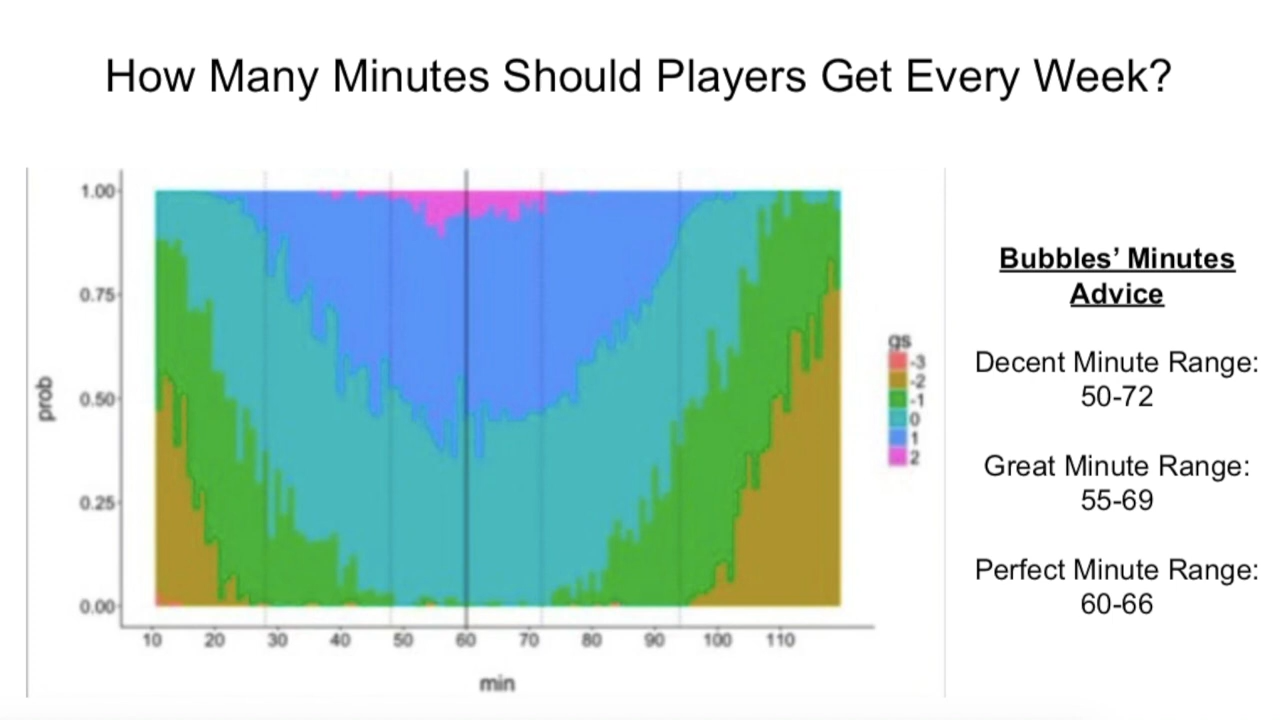 How Many Minutes Should Players Get Every Week?
1.00
0.75
0.50
0.25
0.00
prob
10 20 30 40 50 60 70 80 90 100 110
min
gs
-3
-2
-1
0
1
2
Bubbles’ Minutes
Advice
Decent Minute Range:
50-72
Great Minute Range:
55-69
Perfect Minute Range:
60-66